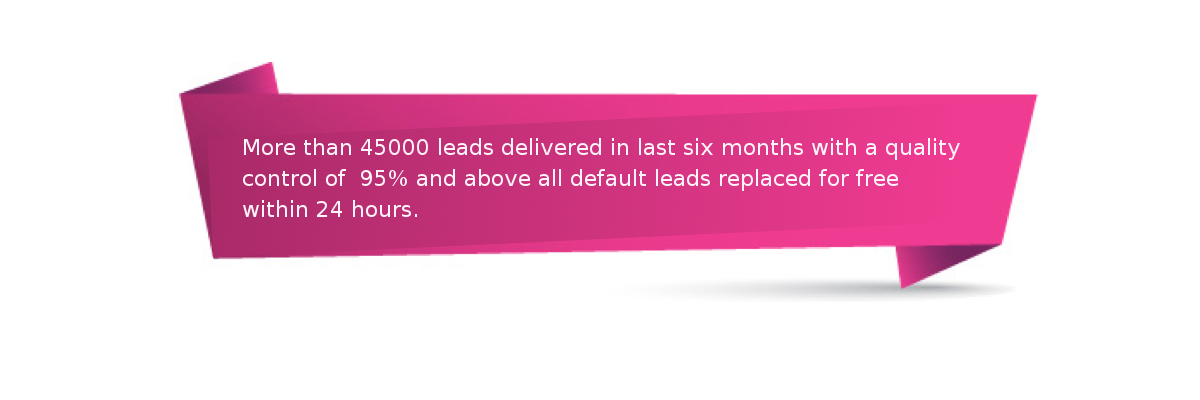 More than 45000 leads delivered in last six months with a quality
control of  95% and above all default leads replaced for free
within 24 hours.